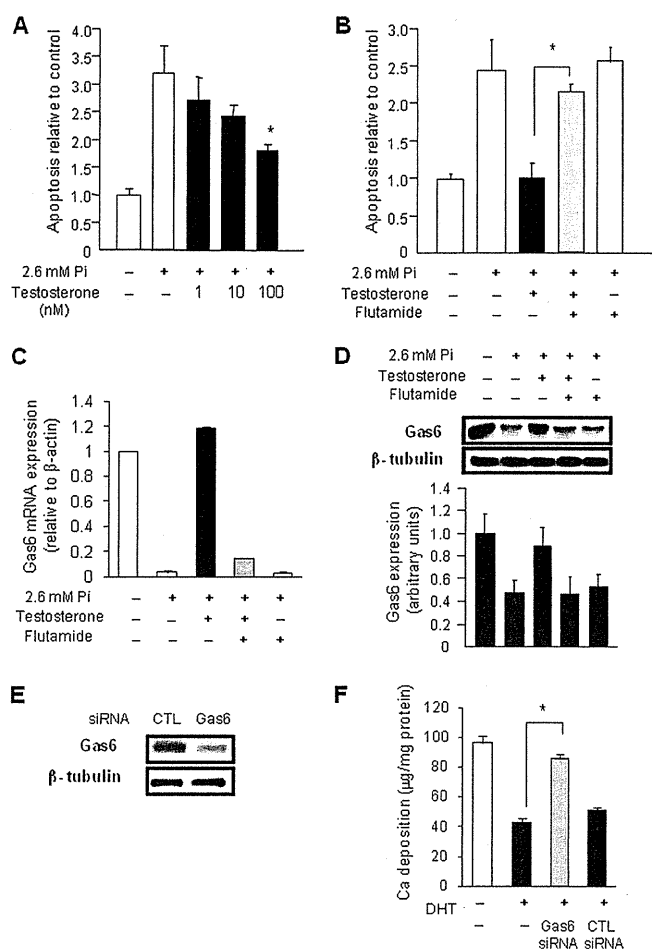 A
Apoptosis relative to control
4.0
3.5
3.0
2.5
2.0
1.5
1.0
0.5
0
*
2.6 mM Pi – + + + +
Testosterone (nM) – – 1 10 100
B
Apoptosis relative to control
3.0
2.5
2.0
1.5
1.0
0.5
0
*
2.6 mM Pi – + + + +
Testosterone – – + + –
Flutamide – – – + +
C
Gas6 mRNA expression
(relative to β-actin)
1.4
1.2
1
0.8
0.6
0.4
0.2
0
2.6 mM Pi – + + + +
Testosterone – – + + –
Flutamide – – – + +
D
2.6 mM Pi – + + + +
Testosterone – – + + –
Flutamide – – – + +
Gas6
β-tubulin
Gas6 expression
(arbitrary units)
1.4
1.2
1.0
0.8
0.6
0.4
0.2
0
E
siRNA CTL Gas6
Gas6
β-tubulin
F
Ca deposition (μg/mg protein)
120
100
80
60
40
20
0
*
DHT – + + +
– – Gas6 CTL
siRNA siRNA